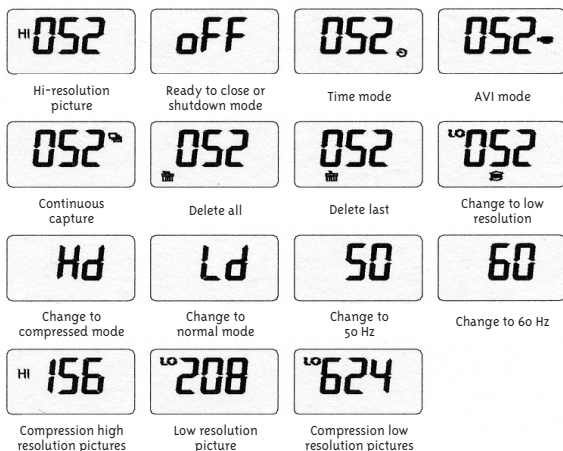 HI 052
oFF
052
052
Hi-resolution
picture
Ready to close or
shutdown mode
Time mode
AVI mode
052
052
052
LO 052
Continuous
capture
Delete all
Delete last
Change to low
resolution
Hd
Ld
50
60
Change to
compressed mode
Change to
normal mode
Change to
50 Hz
Change to 60 Hz
HI 156
LO 208
LO 624
Compression high
resolution pictures
Low resolution
picture
Compression low
resolution pictures